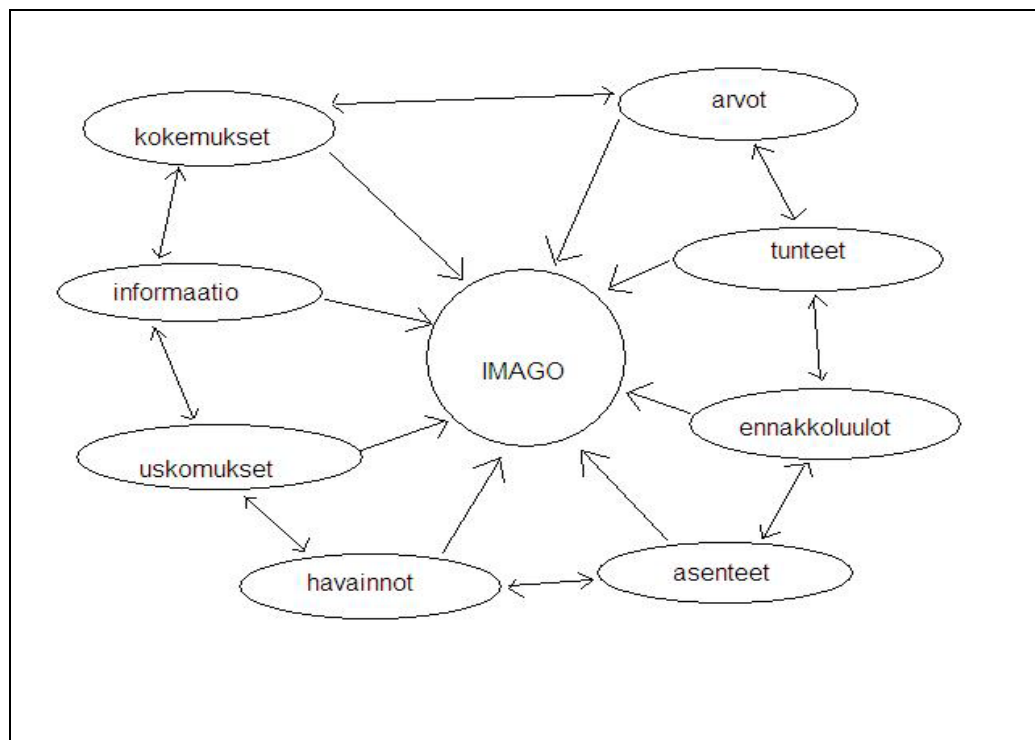 arvot
kokemukset
tunteet
informaatio
IMAGO
ennakkoluulot
uskomukset
havainnot
asenteet